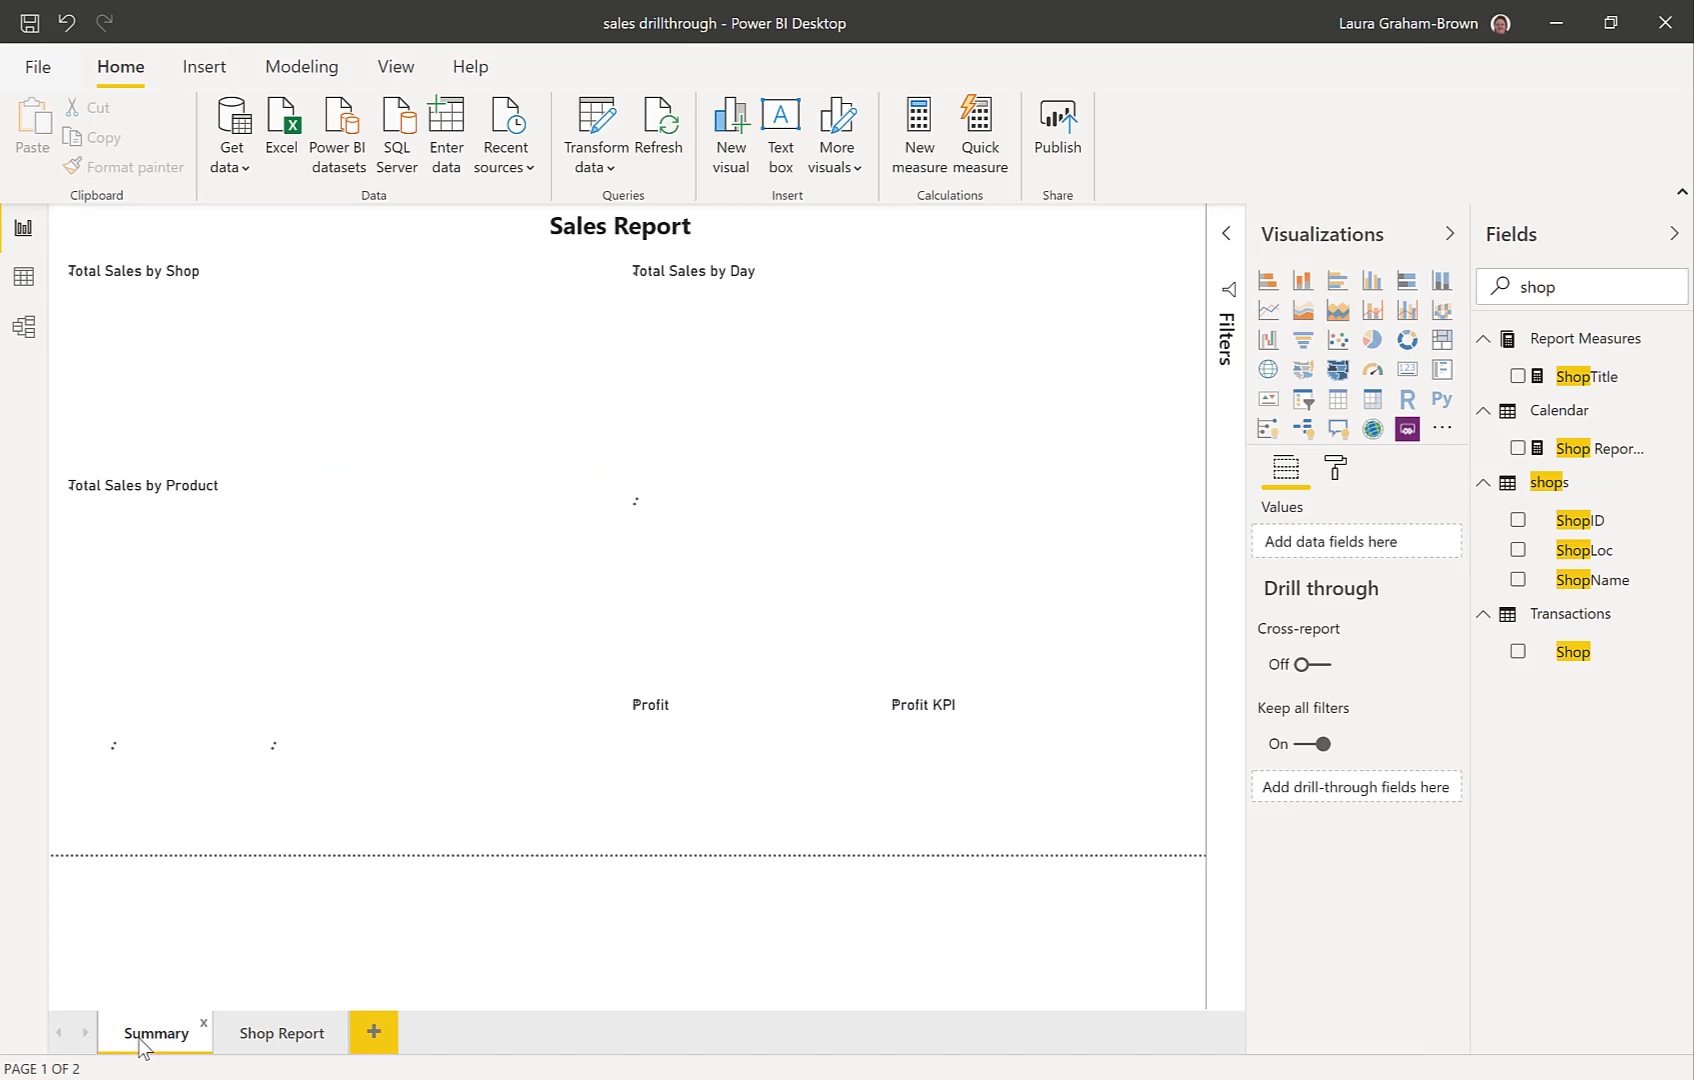 sales drillthrough - Power BI Desktop
Laura Graham-Brown
File
Home
Insert
Modeling
View
Help
Paste
Cut
Copy
Format painter
Clipboard
Get
data
Excel
Power BI
datasets
SQL
Server
Enter
data
Recent
sources
Data
Transform
data
Refresh
Queries
New
visual
Text
box
More
visuals
Insert
New
measure
Quick
measure
Calculations
Publish
Share
Sales Report
Total Sales by Shop
Total Sales by Day
Total Sales by Product
Profit
Profit KPI
Filters
Visualizations
123
R
Py
Values
Add data fields here
Drill through
Cross-report
Off
Keep all filters
On
Add drill-through fields here
Fields
shop
Report Measures
ShopTitle
Calendar
Shop Repor...
shops
ShopID
ShopLoc
ShopName
Transactions
Shop
Summary
x
Shop Report
+
PAGE 1 OF 2